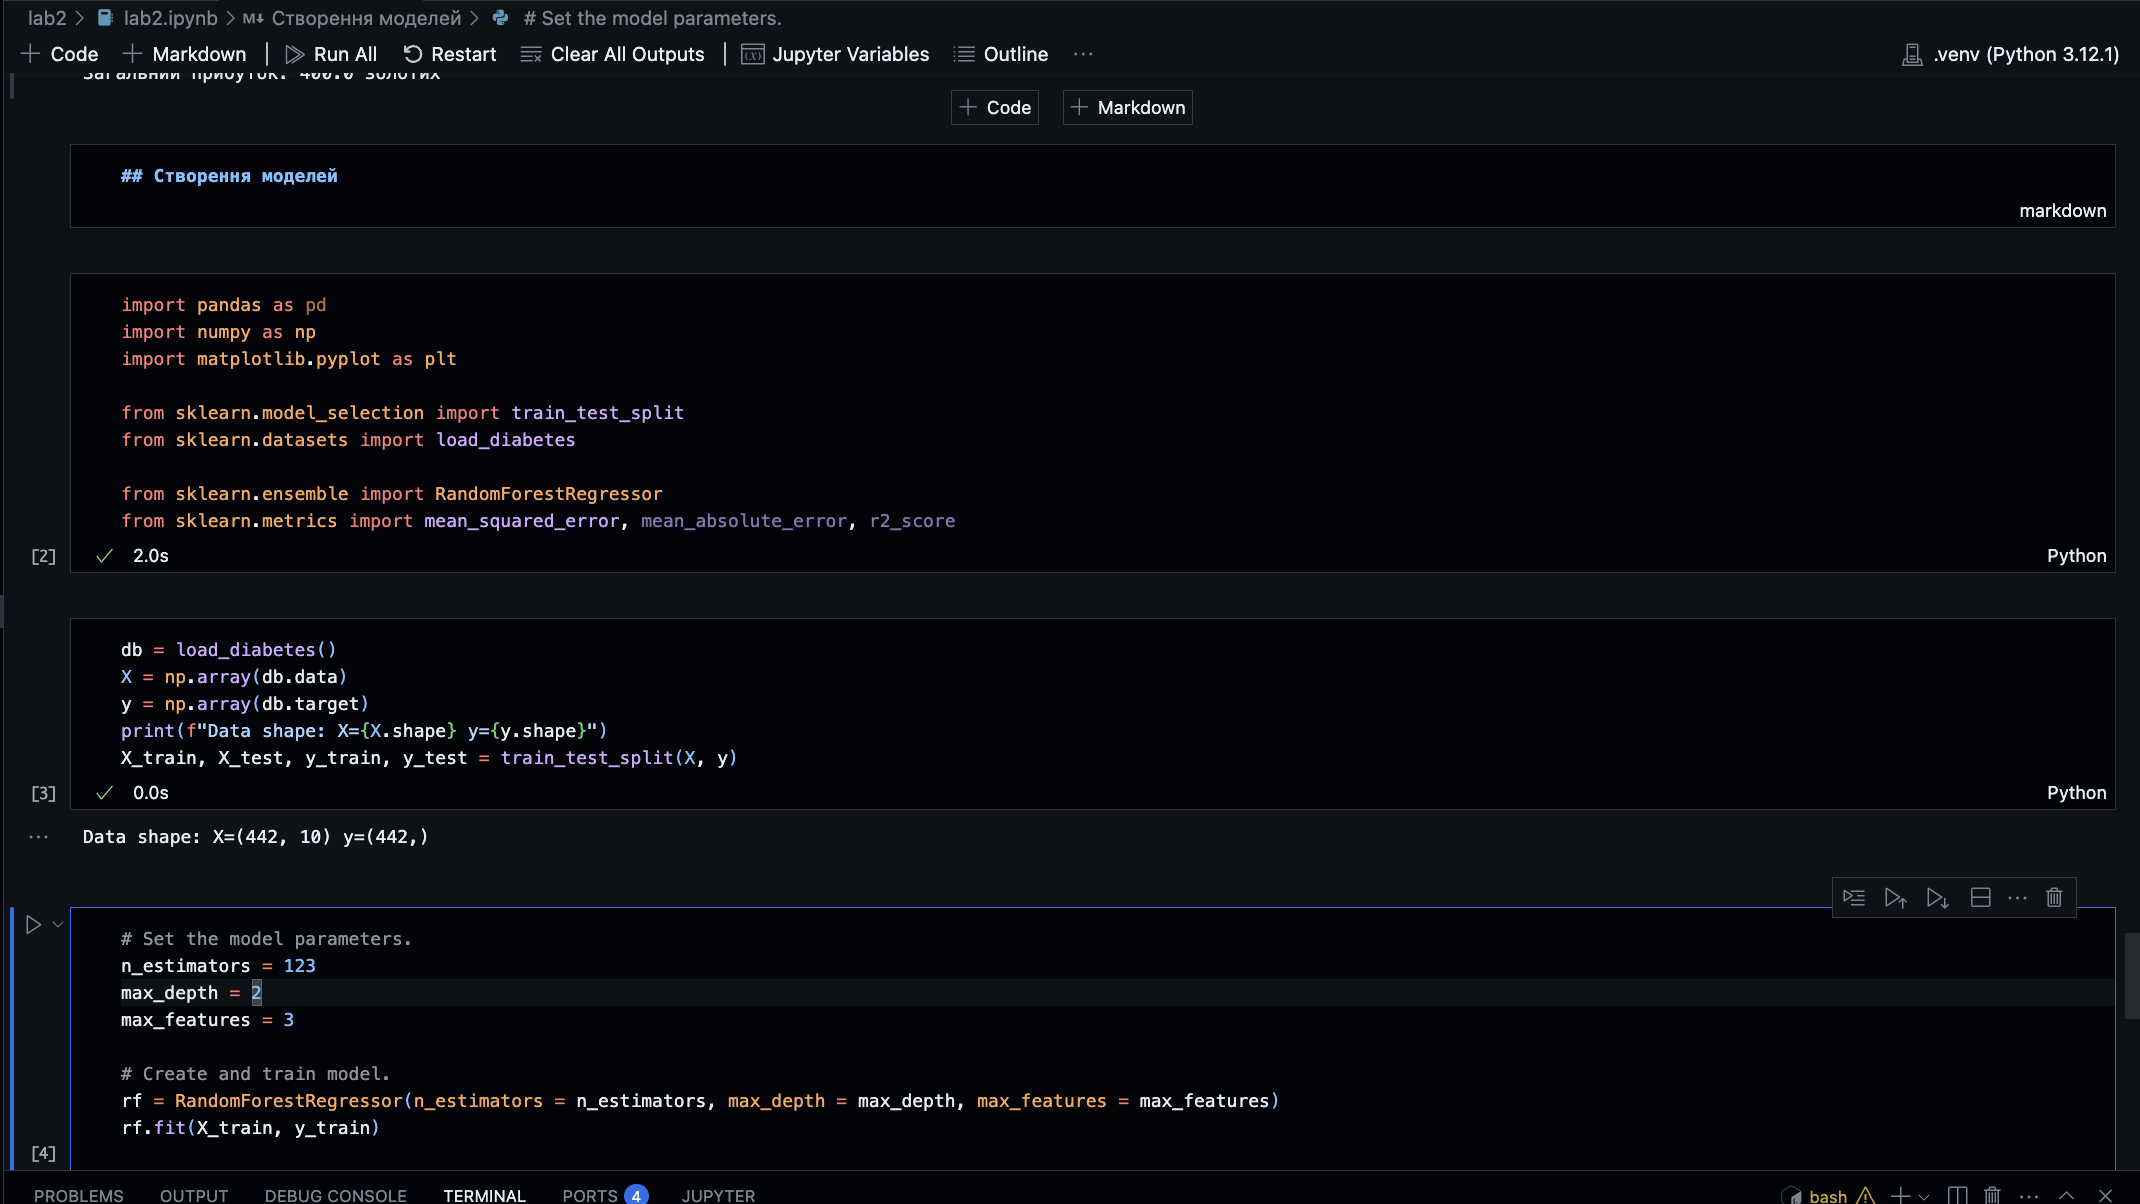 lab2 > lab2.ipynb > M↓ Створення моделей > # Set the model parameters.
+ Code + Markdown | Run All Restart Clear All Outputs | Jupyter Variables Outline ··· .venv (Python 3.12.1)
Загальний прибуток: 400.0 золотих
+ Code + Markdown
## Створення моделей
markdown
import pandas as pd
import numpy as np
import matplotlib.pyplot as plt
from sklearn.model_selection import train_test_split
from sklearn.datasets import load_diabetes
from sklearn.ensemble import RandomForestRegressor
from sklearn.metrics import mean_squared_error, mean_absolute_error, r2_score
[2] ✓ 2.0s Python
db = load_diabetes()
X = np.array(db.data)
y = np.array(db.target)
print(f"Data shape: X={X.shape} y={y.shape}")
X_train, X_test, y_train, y_test = train_test_split(X, y)
[3] ✓ 0.0s Python
··· Data shape: X=(442, 10) y=(442,)
# Set the model parameters.
n_estimators = 123
max_depth = 2
max_features = 3
# Create and train model.
rf = RandomForestRegressor(n_estimators = n_estimators, max_depth = max_depth, max_features = max_features)
rf.fit(X_train, y_train)
[4]
PROBLEMS OUTPUT DEBUG CONSOLE TERMINAL PORTS 4 JUPYTER bash